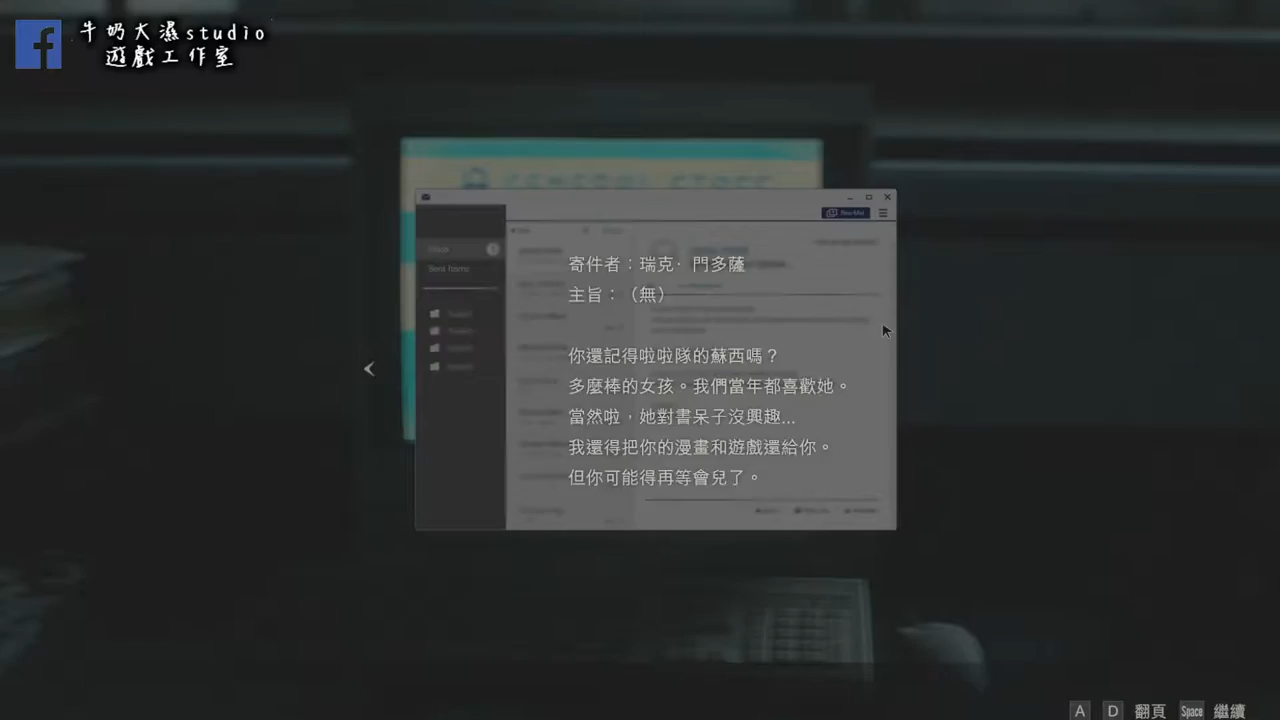 牛奶大濕studio
遊戲工作室
寄件者：瑞克·門多薩
主旨：（無）
你還記得啦啦隊的蘇西嗎？
多麼棒的女孩。我們當年都喜歡她。
當然啦，她對書呆子沒興趣...
我還得把你的漫畫和遊戲還給你。
但你可能得再等會兒了。
Sent Items
A D 翻頁 Space 繼續